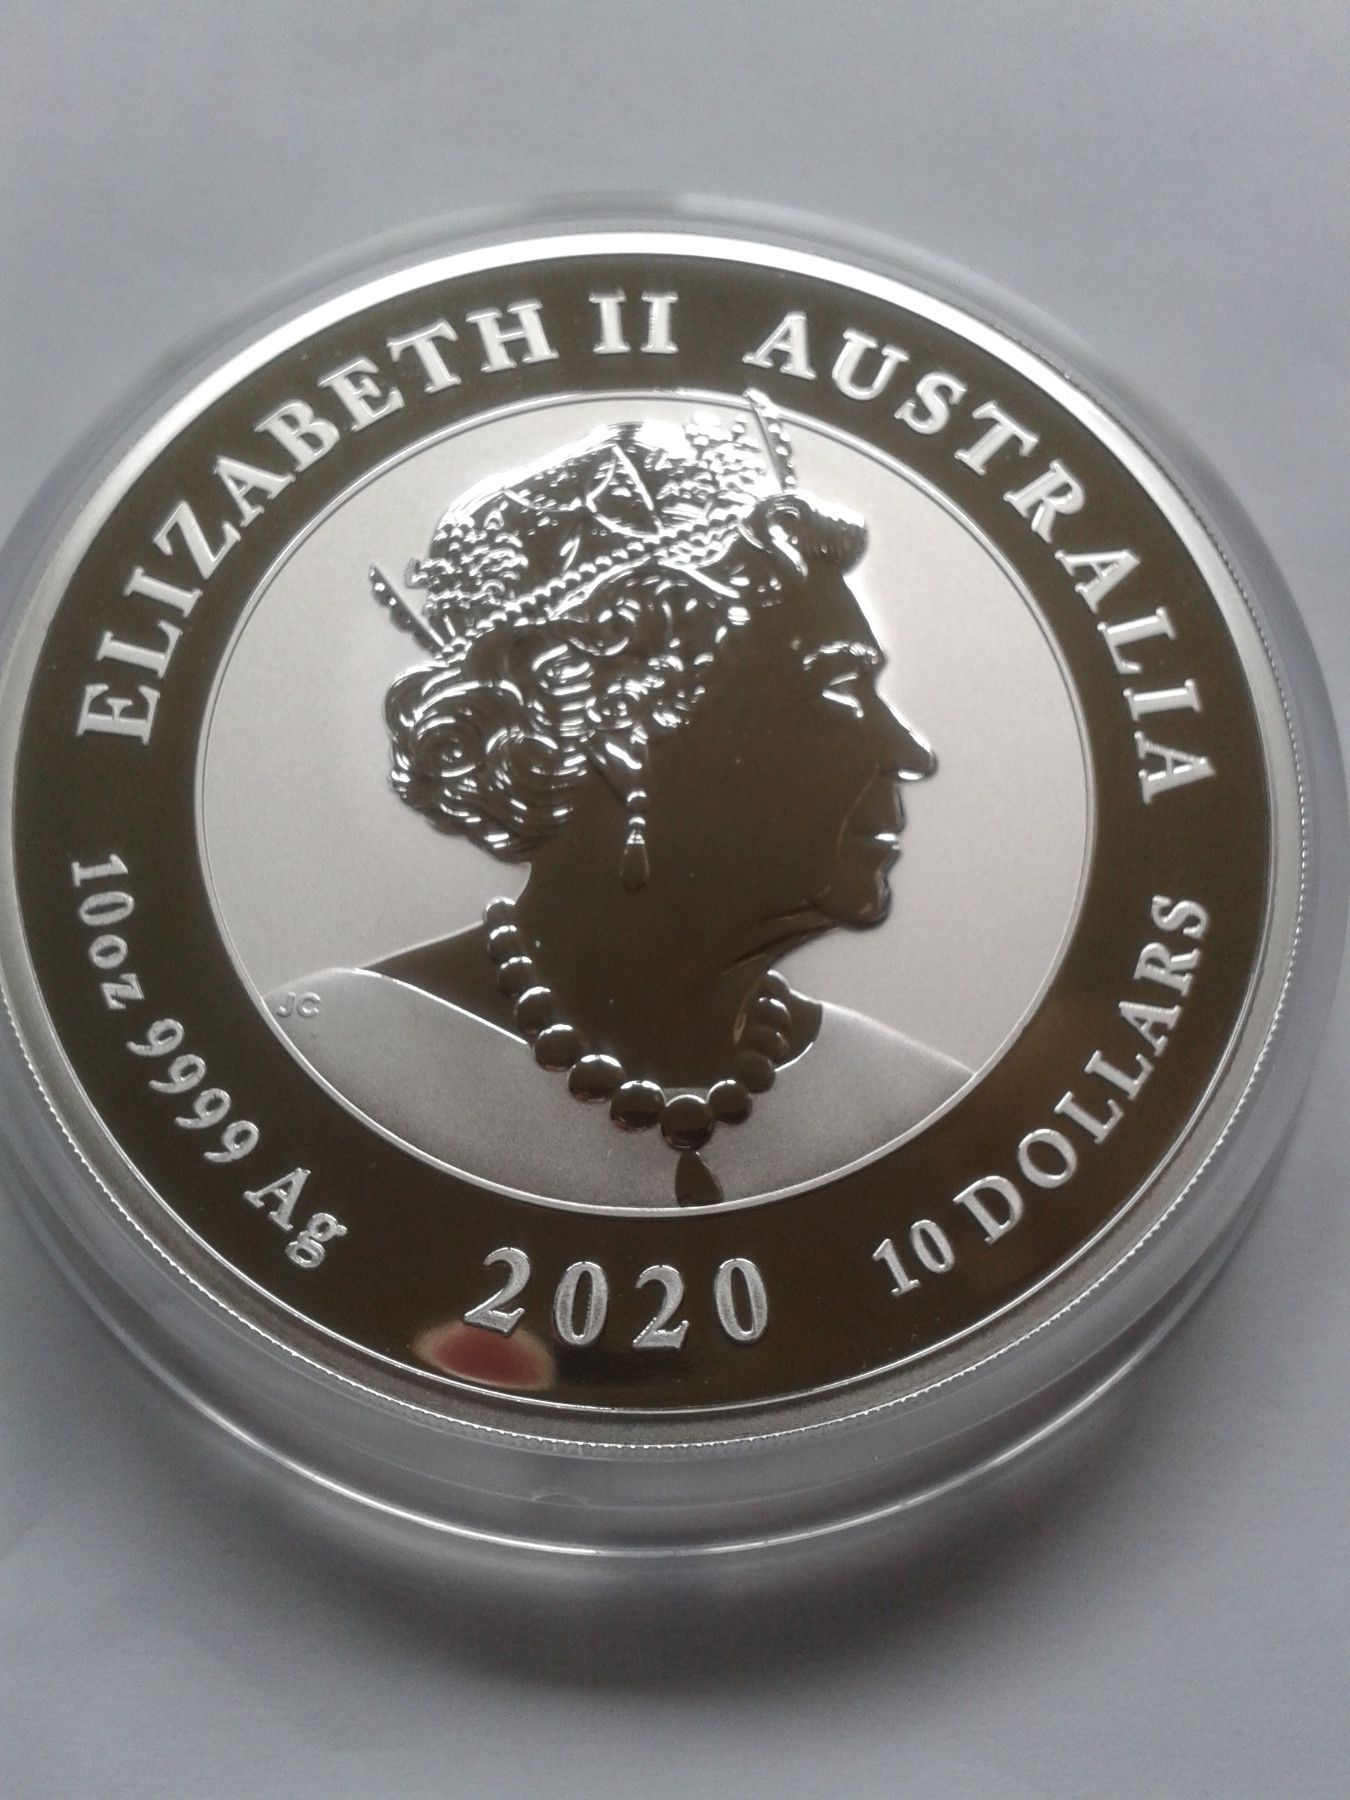 ELIZABETH II AUSTRALIA
10oz 9999 Ag
2020
10 DOLLARS
JC